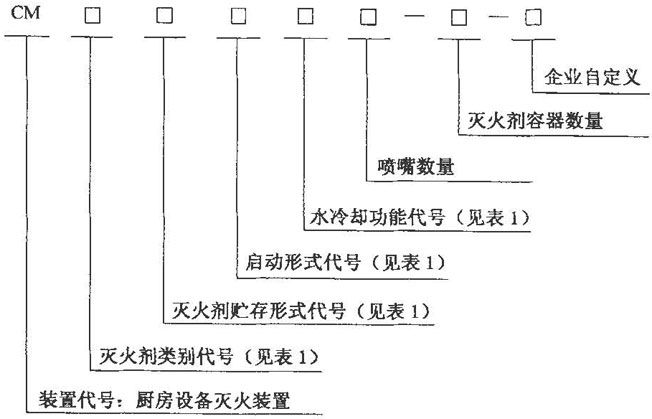 CM □ □ □ □ □ — □ — □
企业自定义
灭火剂容器数量
喷嘴数量
水冷却功能代号（见表1）
启动形式代号（见表1）
灭火剂贮存形式代号（见表1）
灭火剂类别代号（见表1）
装置代号：厨房设备灭火装置